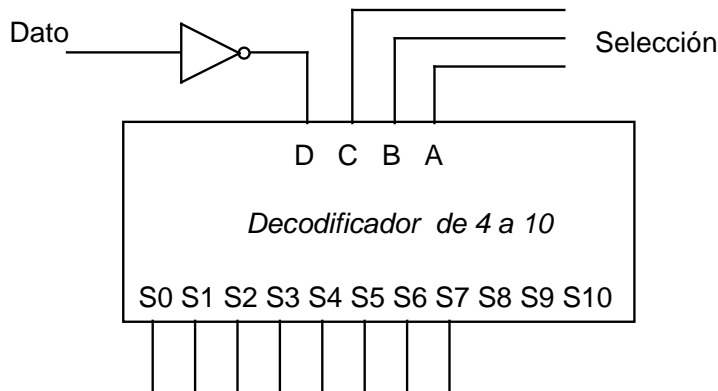 Dato
Selección
D C B A
Decodificador de 4 a 10
S0 S1 S2 S3 S4 S5 S6 S7 S8 S9 S10